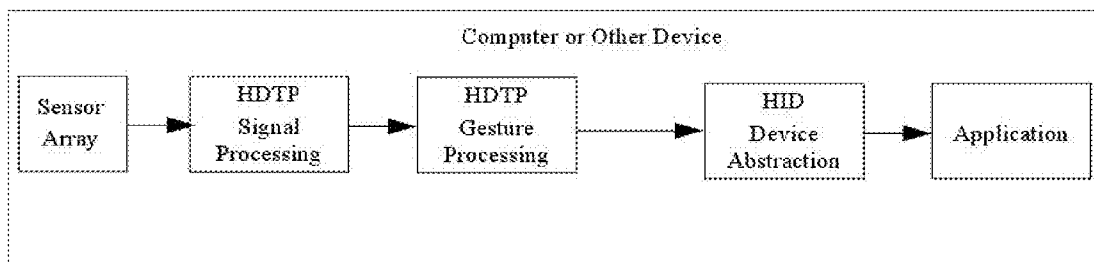 Computer or Other Device
Sensor
Array
HDTP
Signal
Processing
HDTP
Gesture
Processing
HID
Device
Abstraction
Application